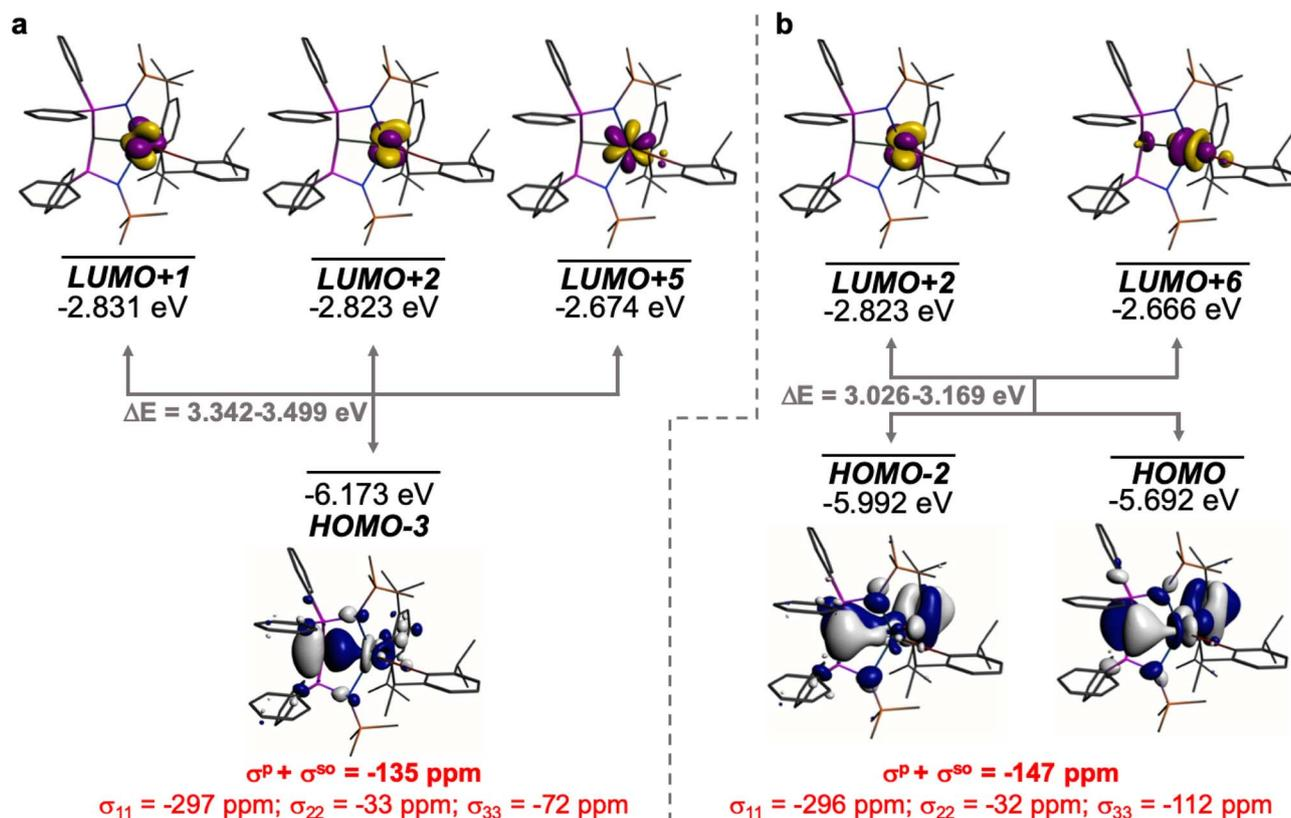 a
b
LUMO+1
-2.831 eV
LUMO+2
-2.823 eV
LUMO+5
-2.674 eV
LUMO+2
-2.823 eV
LUMO+6
-2.666 eV
ΔE = 3.342-3.499 eV
ΔE = 3.026-3.169 eV
-6.173 eV
HOMO-3
HOMO-2
-5.992 eV
HOMO
-5.692 eV
σᵖ + σˢᵒ = -135 ppm
σ₁₁ = -297 ppm; σ₂₂ = -33 ppm; σ₃₃ = -72 ppm
σᵖ + σˢᵒ = -147 ppm
σ₁₁ = -296 ppm; σ₂₂ = -32 ppm; σ₃₃ = -112 ppm